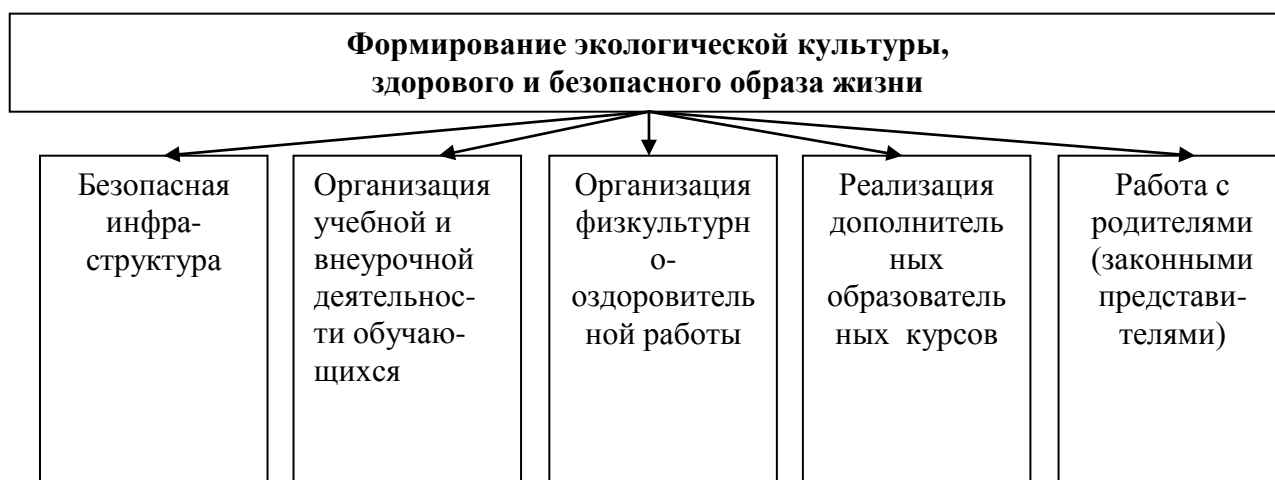 Формирование экологической культуры,
здорового и безопасного образа жизни
Безопасная
инфра-
структура
Организация
учебной и
внеурочной
деятельнос-
ти обучаю-
щихся
Организация
физкультурн
о-
оздоровитель
ной работы
Реализация
дополнитель
ных
образователь
ных курсов
Работа с
родителями
(законными
представи-
телями)